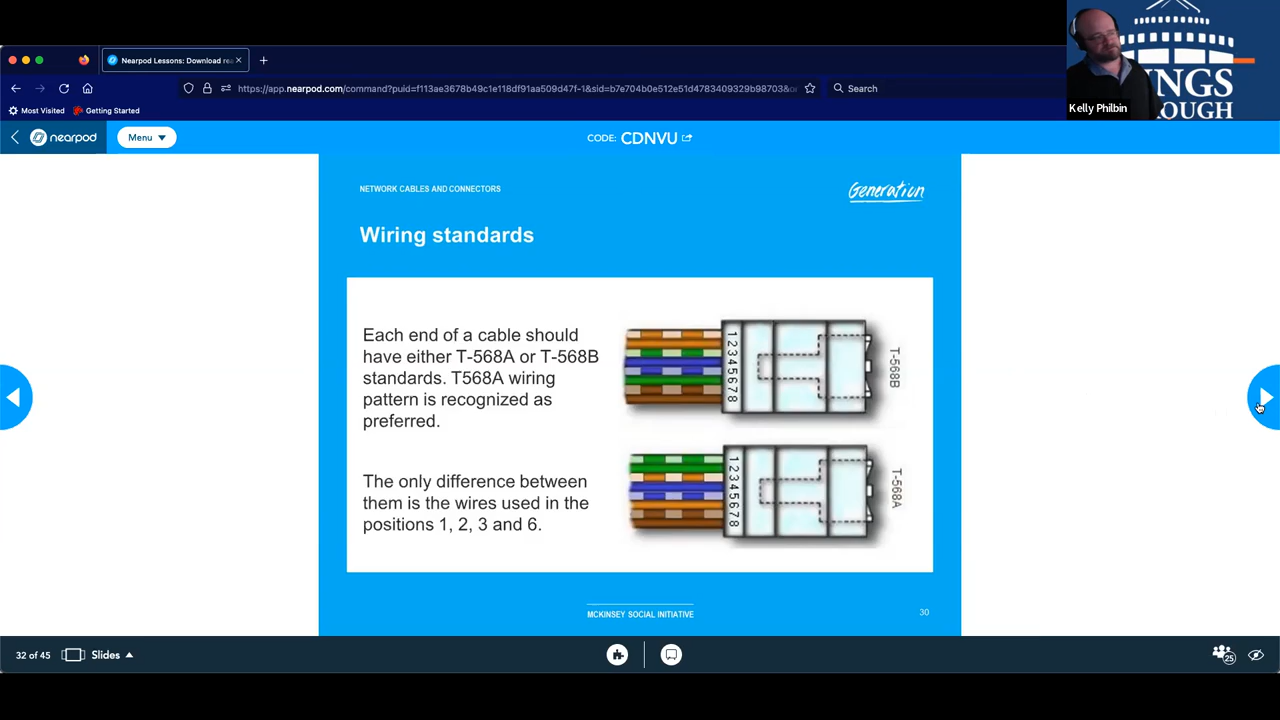 INGS
OUGH
Kelly Philbin
Nearpod Lessons: Download rea
https://app.nearpod.com/command?puid=f113ae3678b49c1e118df91aa509d47f-1&sid=b7e704b0e512e51d4783409329b98703&o
Search
Most Visited
Getting Started
nearpod
Menu
CODE: CDNVU
NETWORK CABLES AND CONNECTORS
Generation
Wiring standards
Each end of a cable should
have either T-568A or T-568B
standards. T568A wiring
pattern is recognized as
preferred.
The only difference between
them is the wires used in the
positions 1, 2, 3 and 6.
12345678
T-568B
12345678
T-568A
MCKINSEY SOCIAL INITIATIVE
30
32 of 45
Slides
25